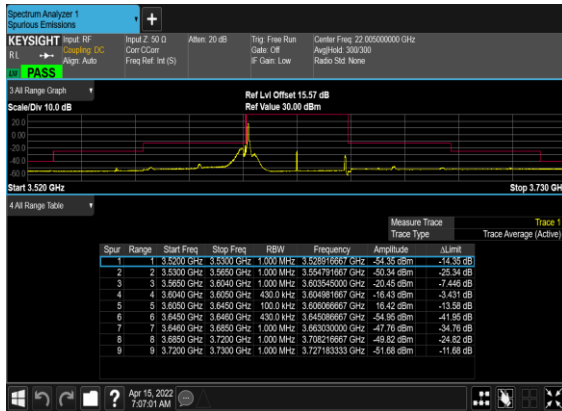 Spectrum Analyzer 1
Spurious Emissions
+
KEYSIGHT Input: RF Input Z: 50 Ω Atten: 20 dB Trig: Free Run Center Freq: 22.005000000 GHz
RL Coupling: DC Corr CCorr Gate: Off Avg|Hold: 300/300
Align: Auto Freq Ref: Int (S) IF Gain: Low Radio Std: None
PASS
3 All Range Graph
Ref Lvl Offset 15.57 dB
Scale/Div 10.0 dB Ref Value 30.00 dBm
20.0
0.00
-20.0
-40.0
-60.0
Start 3.520 GHz Stop 3.730 GH
4 All Range Table
Measure Trace Trace 1
Trace Type Trace Average (Active)
Spur Range Start Freq Stop Freq RBW Frequency Amplitude ΔLimit
1 1 3.5200 GHz 3.5300 GHz 1.000 MHz 3.528916667 GHz -54.35 dBm -14.35 dB
2 2 3.5300 GHz 3.5650 GHz 1.000 MHz 3.554791667 GHz -50.34 dBm -25.34 dB
3 3 3.5650 GHz 3.6040 GHz 1.000 MHz 3.603545000 GHz -20.45 dBm -7.446 dB
4 4 3.6040 GHz 3.6050 GHz 430.0 kHz 3.604981667 GHz -16.43 dBm -3.431 dB
5 5 3.6050 GHz 3.6450 GHz 100.0 kHz 3.606066667 GHz 16.42 dBm -13.58 dB
6 6 3.6450 GHz 3.6460 GHz 430.0 kHz 3.645086667 GHz -54.95 dBm -41.95 dB
7 7 3.6460 GHz 3.6850 GHz 1.000 MHz 3.663030000 GHz -47.76 dBm -34.76 dB
8 8 3.6850 GHz 3.7200 GHz 1.000 MHz 3.708216667 GHz -49.82 dBm -24.82 dB
9 9 3.7200 GHz 3.7300 GHz 1.000 MHz 3.727183333 GHz -51.68 dBm -11.68 dB
? Apr 15, 2022
7:07:01 AM